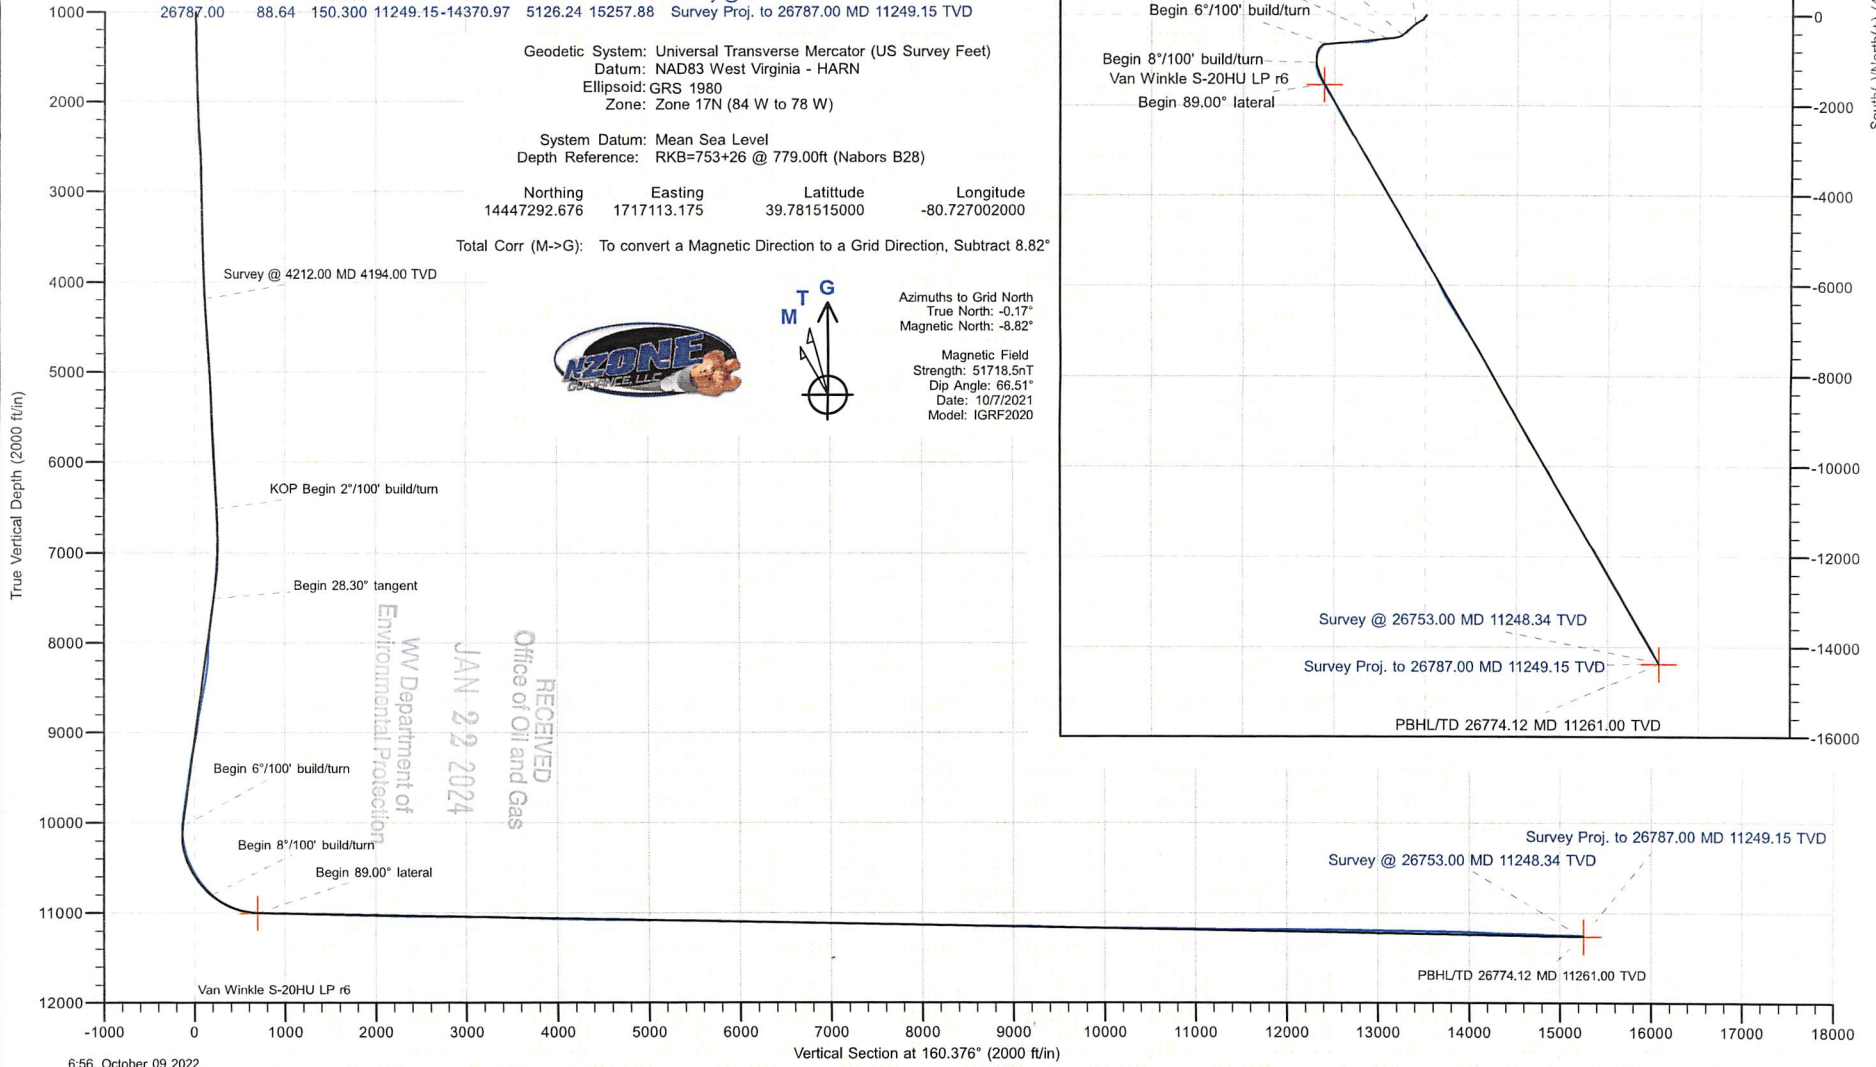 26787.00 88.64 150.300 11249.15 -14370.97 5126.24 15257.88 Survey Proj. to 26787.00 MD 11249.15 TVD
Geodetic System: Universal Transverse Mercator (US Survey Feet)
Datum: NAD83 West Virginia - HARN
Ellipsoid: GRS 1980
Zone: Zone 17N (84 W to 78 W)
System Datum: Mean Sea Level
Depth Reference: RKB=753+26 @ 779.00ft (Nabors B28)
Northing Easting Latittude Longitude
14447292.676 1717113.175 39.781515000 -80.727002000
Total Corr (M->G): To convert a Magnetic Direction to a Grid Direction, Subtract 8.82°
NZONE
GUIDANCE, LLC
T G
M
Azimuths to Grid North
True North: -0.17°
Magnetic North: -8.82°
Magnetic Field
Strength: 51718.5nT
Dip Angle: 66.51°
Date: 10/7/2021
Model: IGRF2020
True Vertical Depth (2000 ft/in)
1000
2000
3000
4000
5000
6000
7000
8000
9000
10000
11000
12000
Survey @ 4212.00 MD 4194.00 TVD
KOP Begin 2°/100' build/turn
Begin 28.30° tangent
Begin 6°/100' build/turn
Begin 8°/100' build/turn
Begin 89.00° lateral
Van Winkle S-20HU LP r6
RECEIVED
Office of Oil and Gas
JAN 22 2024
WV Department of
Environmental Protection
Survey Proj. to 26787.00 MD 11249.15 TVD
Survey @ 26753.00 MD 11248.34 TVD
PBHL/TD 26774.12 MD 11261.00 TVD
-1000 0 1000 2000 3000 4000 5000 6000 7000 8000 9000 10000 11000 12000 13000 14000 15000 16000 17000 18000
Vertical Section at 160.376° (2000 ft/in)
6:56, October 09 2022
Begin 6°/100' build/turn
Begin 8°/100' build/turn
Van Winkle S-20HU LP r6
Begin 89.00° lateral
Survey @ 26753.00 MD 11248.34 TVD
Survey Proj. to 26787.00 MD 11249.15 TVD
PBHL/TD 26774.12 MD 11261.00 TVD
0
-2000
-4000
-6000
-8000
-10000
-12000
-14000
-16000